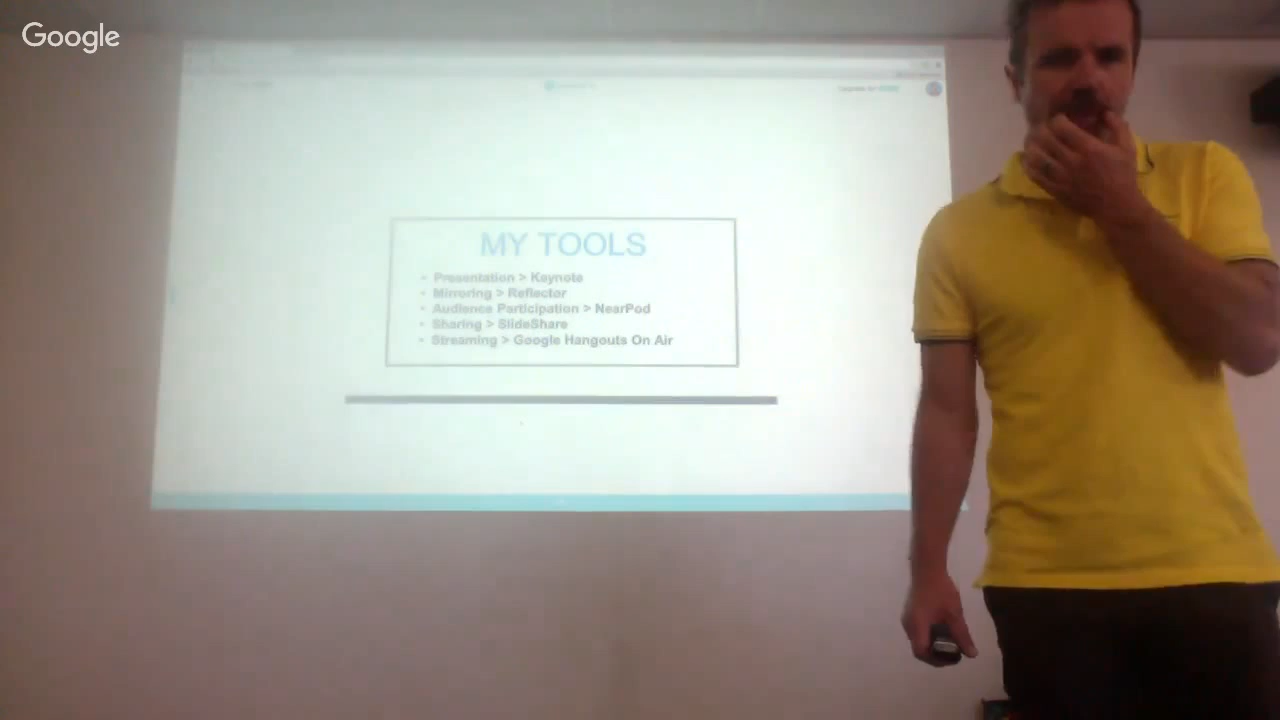 Google
MY TOOLS
• Presentation > Keynote
• Mirroring > Reflector
• Audience Participation > NearPod
• Sharing > SlideShare
• Streaming > Google Hangouts On Air